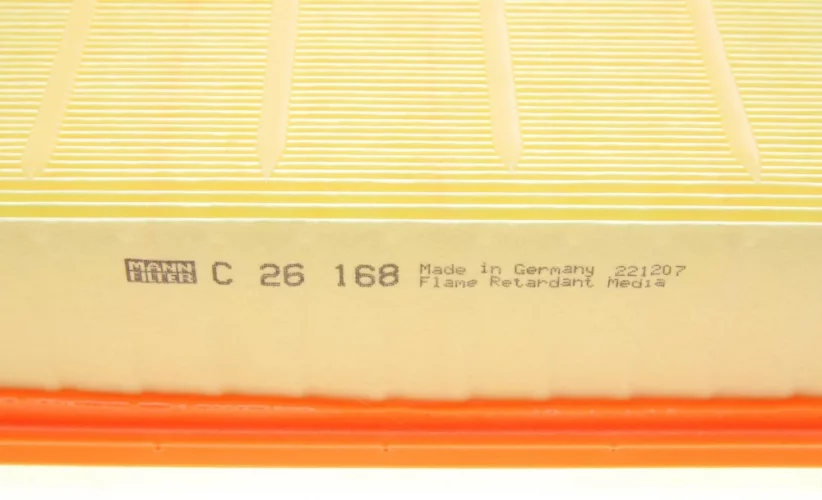 MANN
FILTER
C 26 168
Made in Germany 221207
Flame Retardant Media